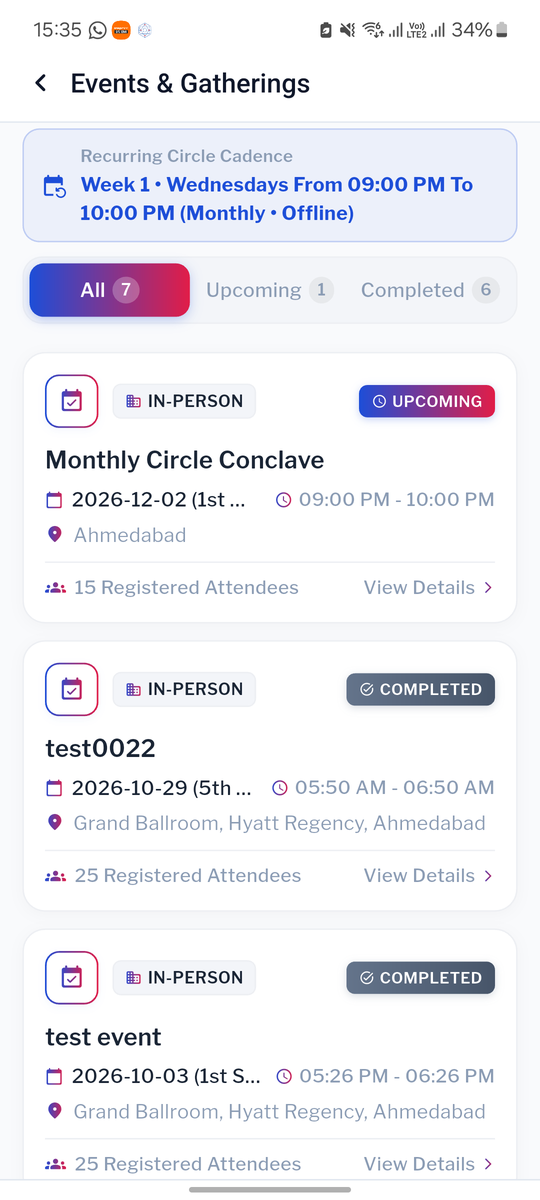 15:35 Vo)) LTE2 34%
Events & Gatherings
Recurring Circle Cadence
Week 1 • Wednesdays From 09:00 PM To
10:00 PM (Monthly • Offline)
All 7 Upcoming 1 Completed 6
IN-PERSON UPCOMING
Monthly Circle Conclave
2026-12-02 (1st ... 09:00 PM - 10:00 PM
Ahmedabad
15 Registered Attendees View Details
IN-PERSON COMPLETED
test0022
2026-10-29 (5th ... 05:50 AM - 06:50 AM
Grand Ballroom, Hyatt Regency, Ahmedabad
25 Registered Attendees View Details
IN-PERSON COMPLETED
test event
2026-10-03 (1st S... 05:26 PM - 06:26 PM
Grand Ballroom, Hyatt Regency, Ahmedabad
25 Registered Attendees View Details